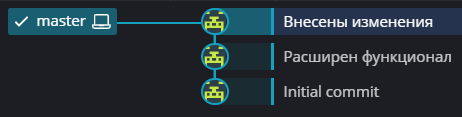 master
Внесены изменения
Расширен функционал
Initial commit